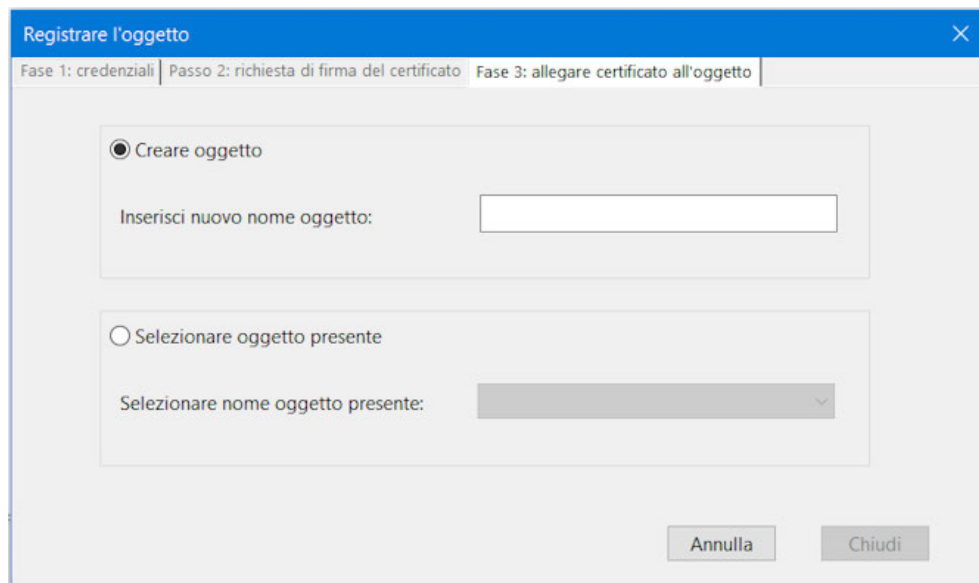 Registrare l'oggetto
Fase 1: credenziali Passo 2: richiesta di firma del certificato Fase 3: allegare certificato all'oggetto
Creare oggetto
Inserisci nuovo nome oggetto:
Selezionare oggetto presente
Selezionare nome oggetto presente:
Annulla Chiudi